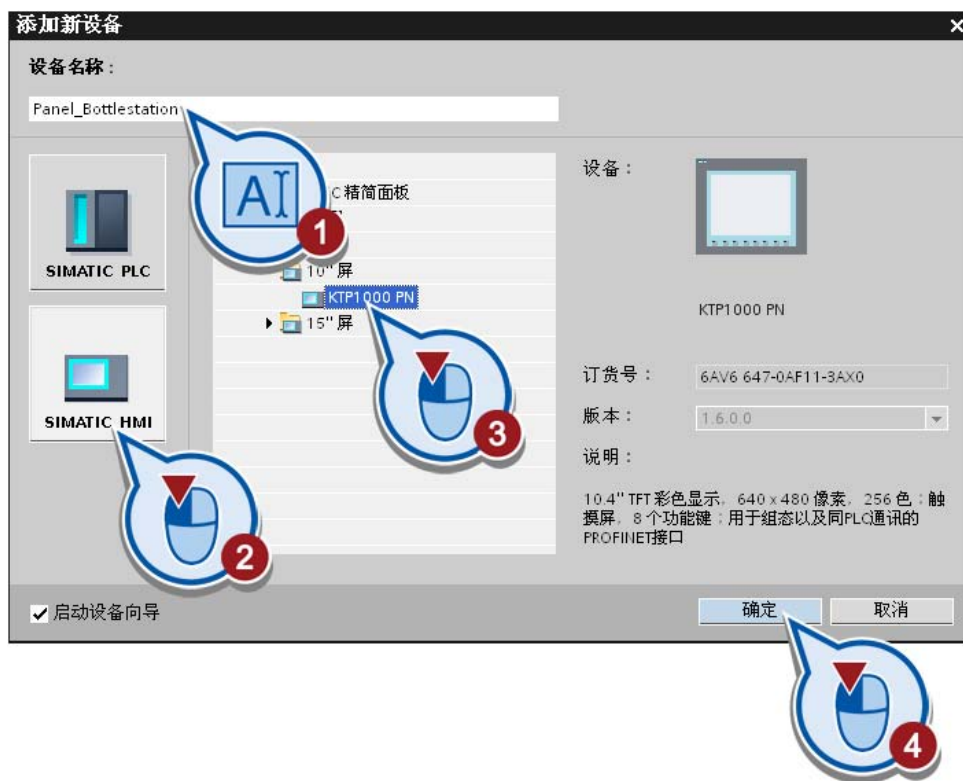 添加新设备
设备名称：
Panel_Bottlestation
A
1
SIMATIC PLC
C 精简面板
10" 屏
KTP1000 PN
15" 屏
SIMATIC HMI
2
3
设备：
KTP1000 PN
订货号：
6AV6 647-0AF11-3AX0
版本：
1.6.0.0
说明：
10.4" TFT 彩色显示，640 x 480 像素，256 色；触
摸屏，8 个功能键；用于组态以及同PLC通讯的
PROFINET接口
启动设备向导
确定
取消
4